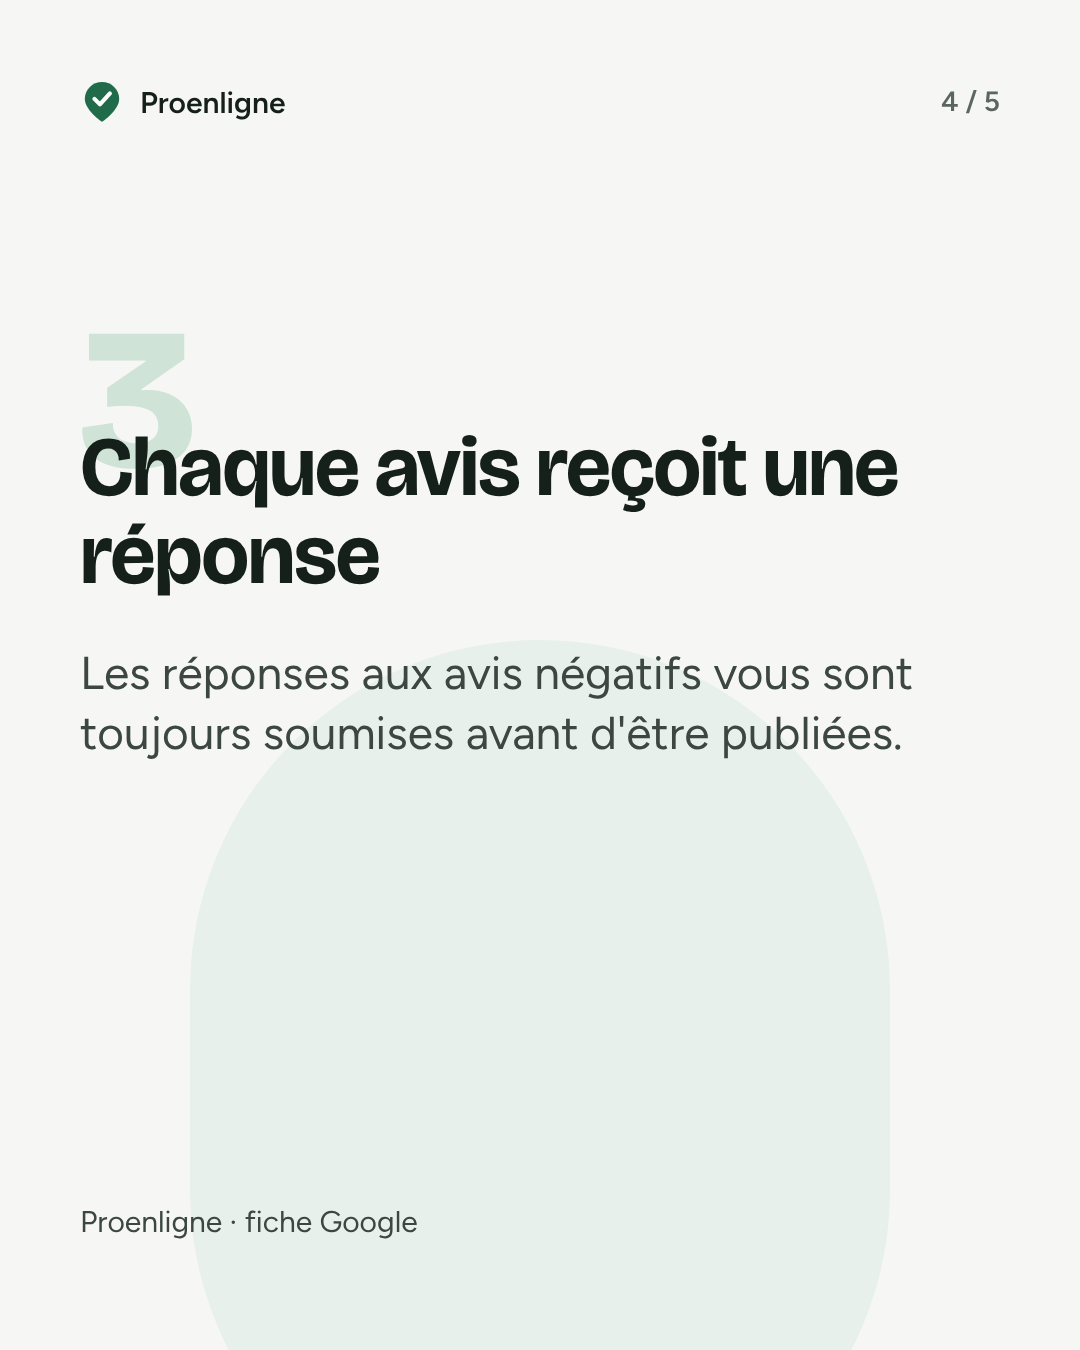 Proenligne
4 / 5
3
Chaque avis reçoit une
réponse
Les réponses aux avis négatifs vous sont
toujours soumises avant d'être publiées.
Proenligne · fiche Google